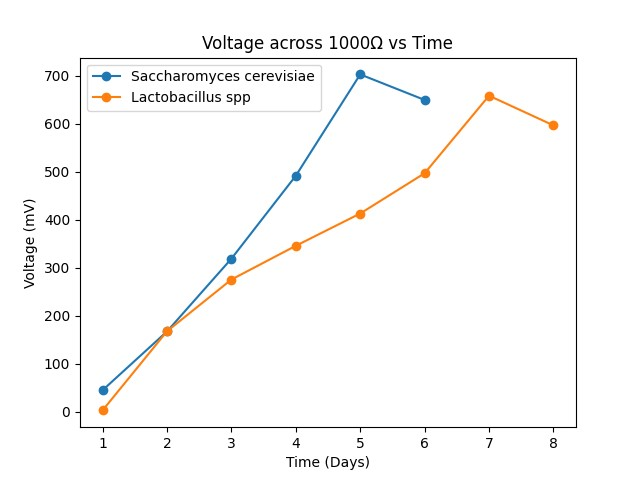 Voltage across 1000Ω vs Time
Saccharomyces cerevisiae
Lactobacillus spp
Voltage (mV)
700
600
500
400
300
200
100
0
1 2 3 4 5 6 7 8
Time (Days)